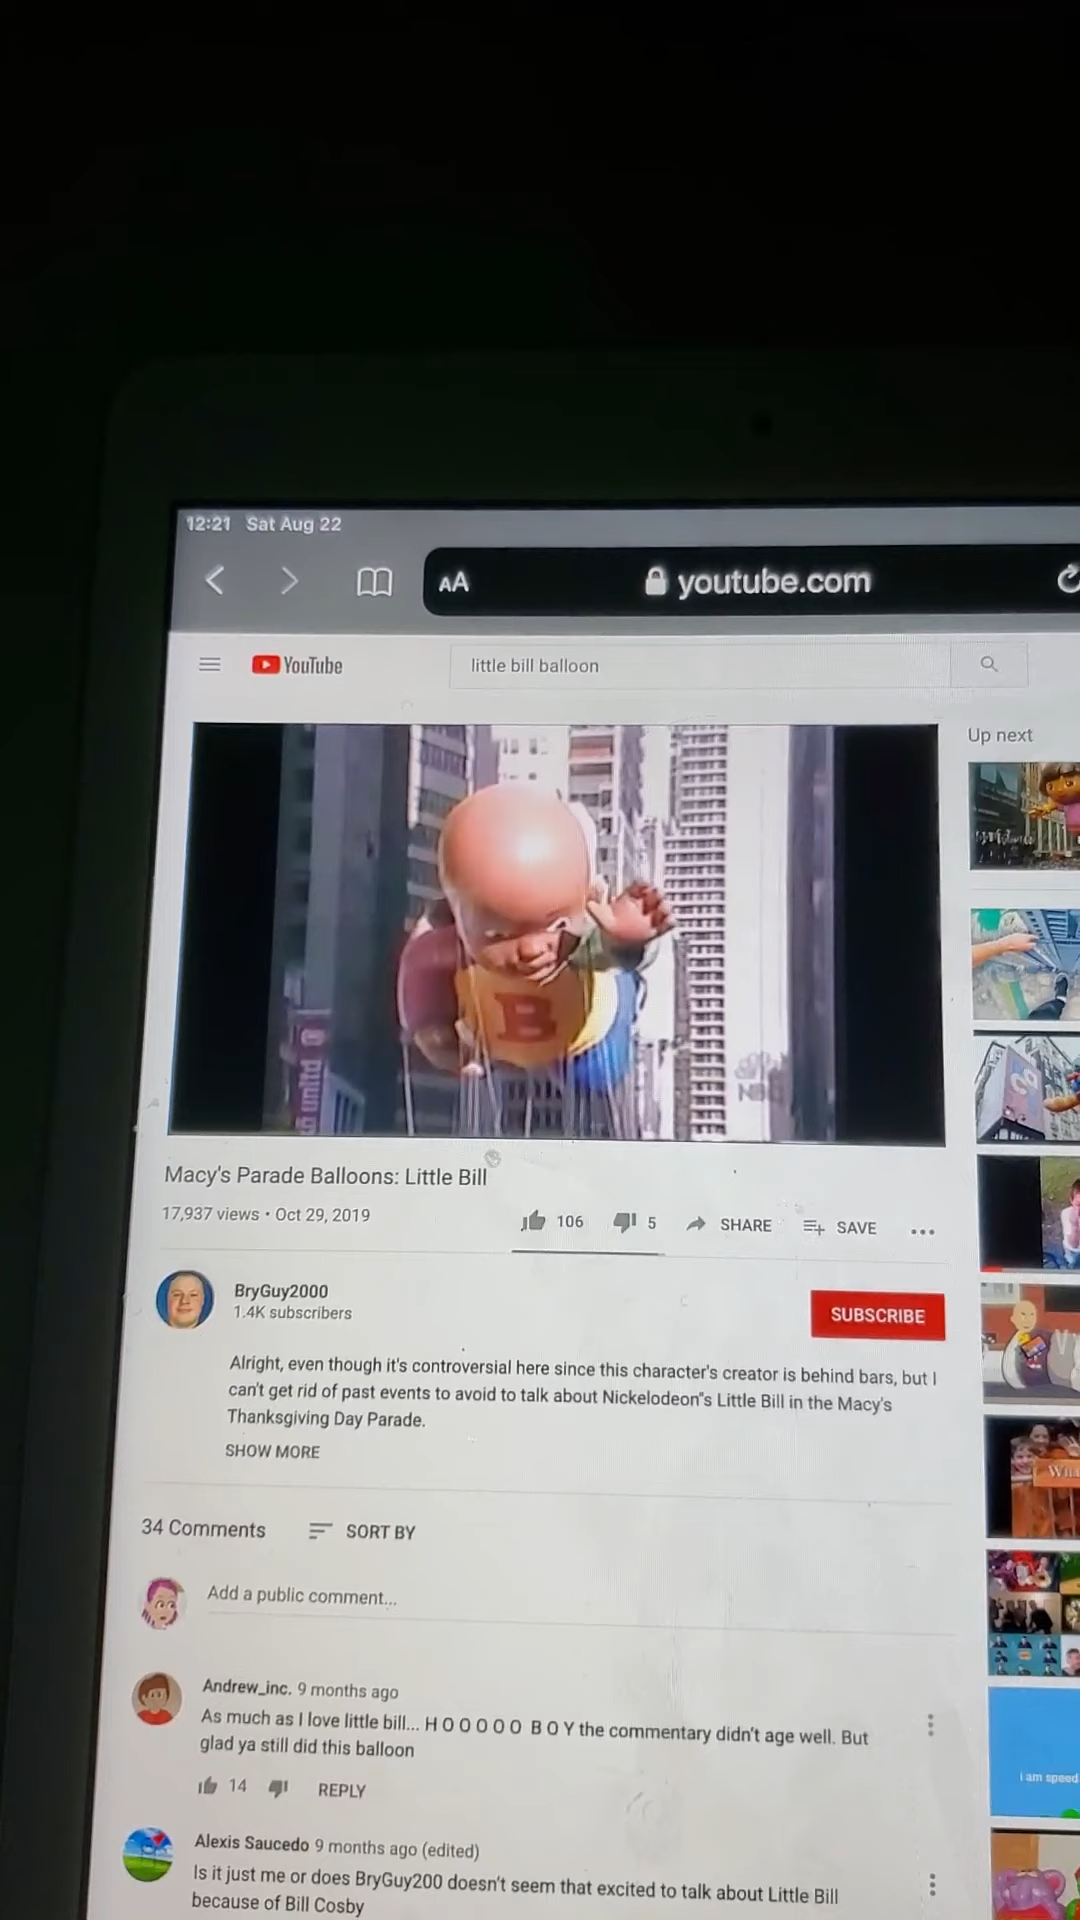 12:21 Sat Aug 22
AA youtube.com
YouTube
little bill balloon
Up next
B
unitd
NBC
Macy's Parade Balloons: Little Bill
17,937 views • Oct 29, 2019
106 5 SHARE SAVE
BryGuy2000
1.4K subscribers
SUBSCRIBE
Alright, even though it's controversial here since this character's creator is behind bars, but I
can't get rid of past events to avoid to talk about Nickelodeon"s Little Bill in the Macy's
Thanksgiving Day Parade.
SHOW MORE
34 Comments SORT BY
Add a public comment...
Andrew_inc. 9 months ago
As much as I love little bill... H O O O O O B O Y the commentary didn't age well. But
glad ya still did this balloon
14 REPLY
i am speed
Alexis Saucedo 9 months ago (edited)
Is it just me or does BryGuy200 doesn't seem that excited to talk about Little Bill
because of Bill Cosby